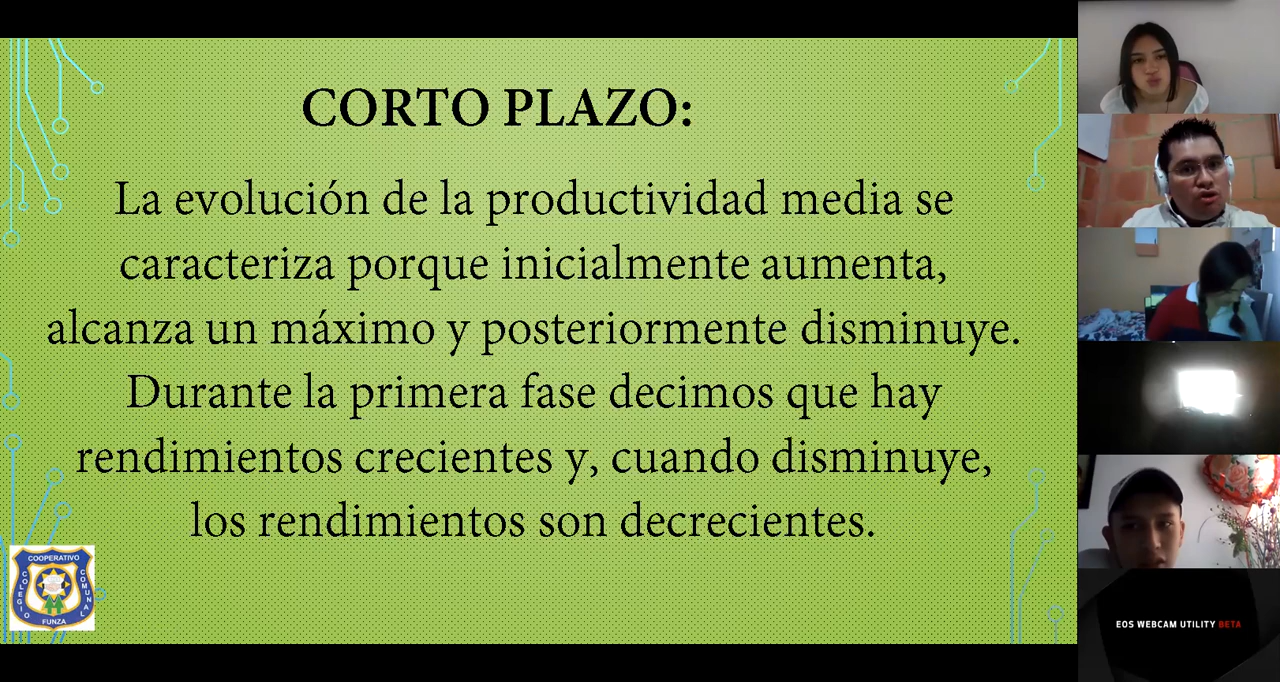 CORTO PLAZO:
La evolución de la productividad media se
caracteriza porque inicialmente aumenta,
alcanza un máximo y posteriormente disminuye.
Durante la primera fase decimos que hay
rendimientos crecientes y, cuando disminuye,
los rendimientos son decrecientes.
COOPERATIVO
COLEGIO
COMUNAL
FUNZA
EOS WEBCAM UTILITY BETA